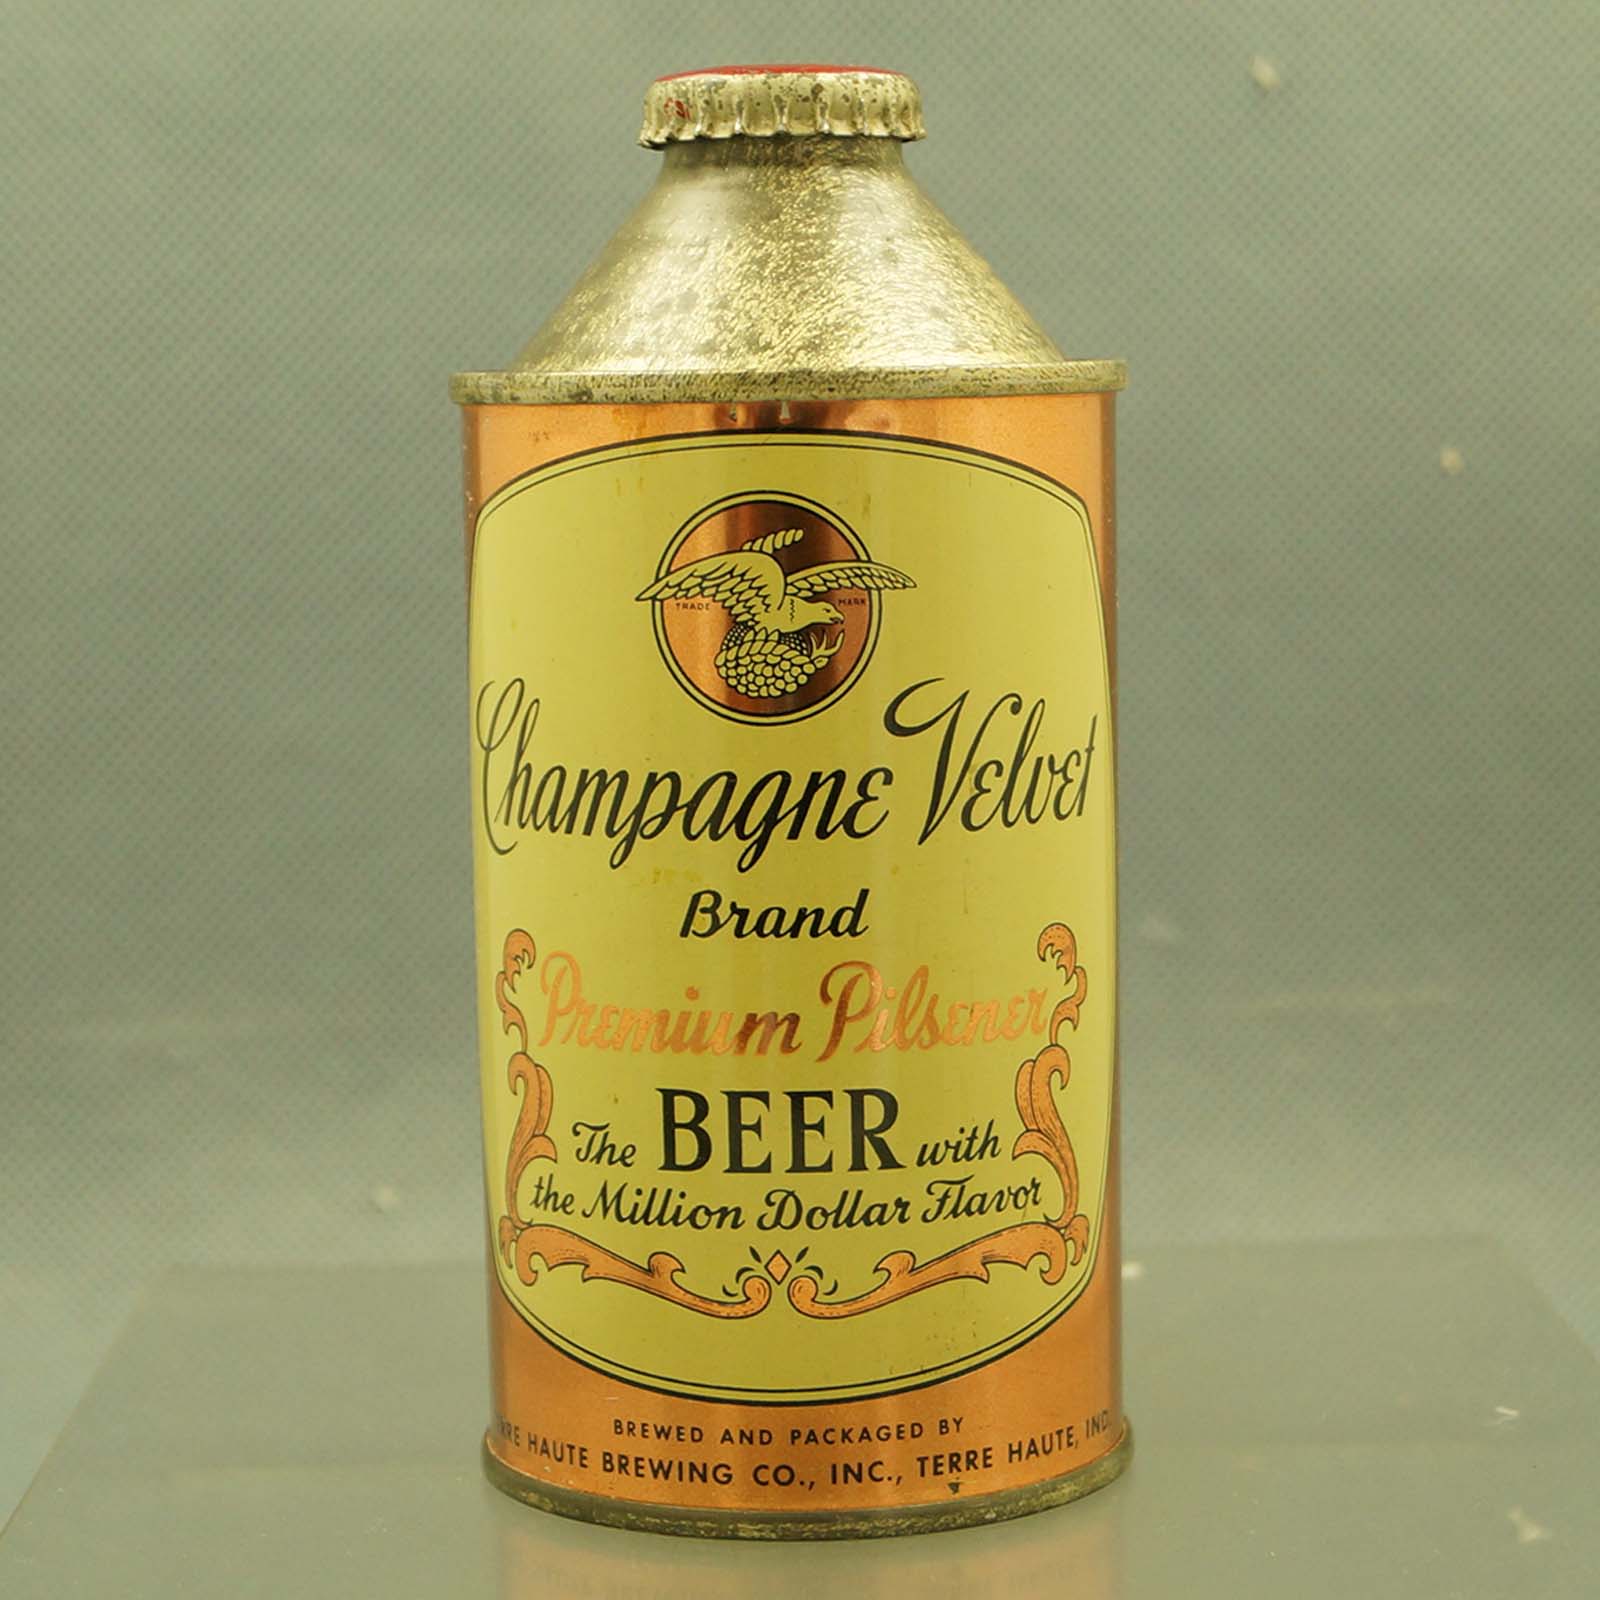 TRADE MARK
Champagne Velvet
Brand
Premium Pilsener
The BEER with
the Million Dollar Flavor
BREWED AND PACKAGED BY
HAUTE BREWING CO., INC., TERRE HAUTE, IND.